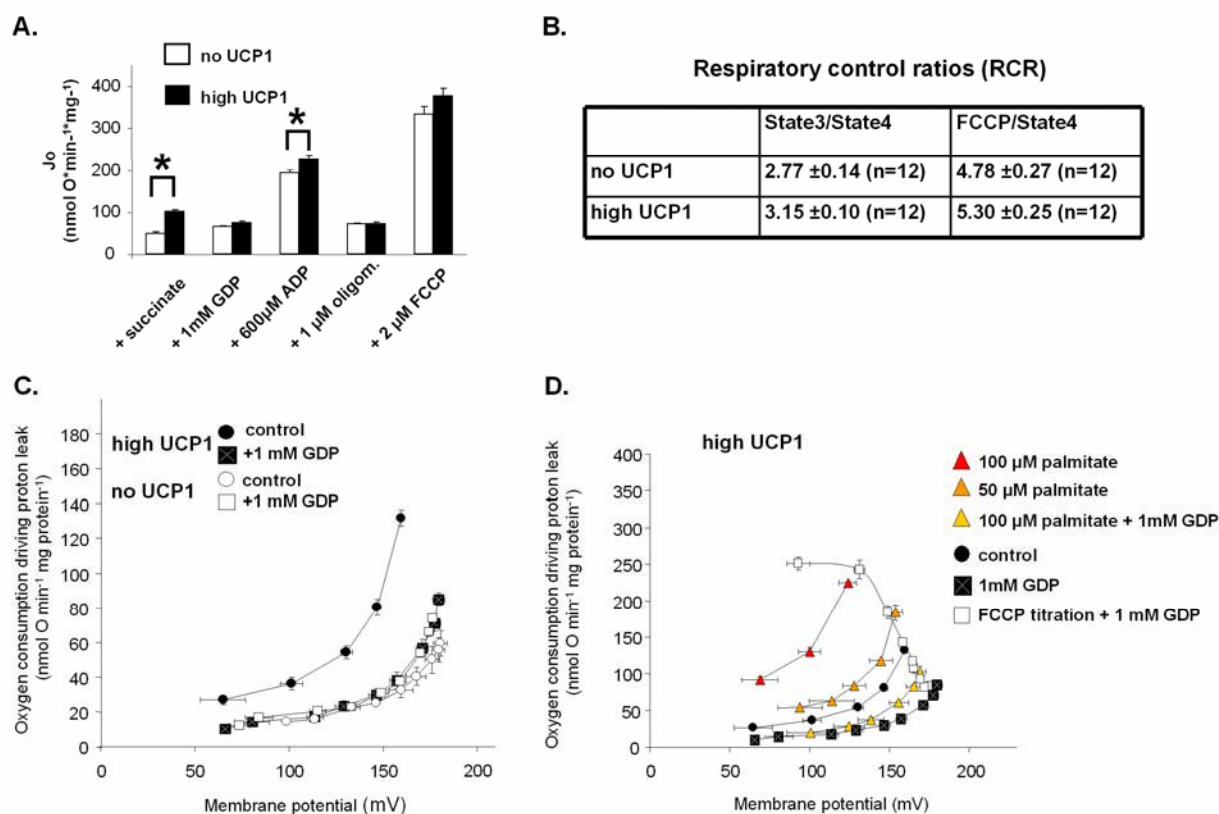 A.
no UCP1
high UCP1
Jo
(nmol O*min-¹*mg-¹)
400
300
200
100
0
*
*
+ succinate
+ 1mM GDP
+ 600µM ADP
+ 1 µM oligom.
+ 2 µM FCCP
B.
Respiratory control ratios (RCR)
State3/State4 FCCP/State4
no UCP1 2.77 ±0.14 (n=12) 4.78 ±0.27 (n=12)
high UCP1 3.15 ±0.10 (n=12) 5.30 ±0.25 (n=12)
C.
Oxygen consumption driving proton leak
(nmol O min⁻¹ mg protein⁻¹)
180
160
140
120
100
80
60
40
20
0
high UCP1
control
+1 mM GDP
no UCP1
control
+1 mM GDP
0 50 100 150 200
Membrane potential (mV)
D.
Oxygen consumption driving proton leak
(nmol O min⁻¹ mg protein⁻¹)
400
350
300
250
200
150
100
50
0
high UCP1
100 µM palmitate
50 µM palmitate
100 µM palmitate + 1mM GDP
control
1mM GDP
FCCP titration + 1 mM GDP
0 50 100 150 200
Membrane potential (mV)